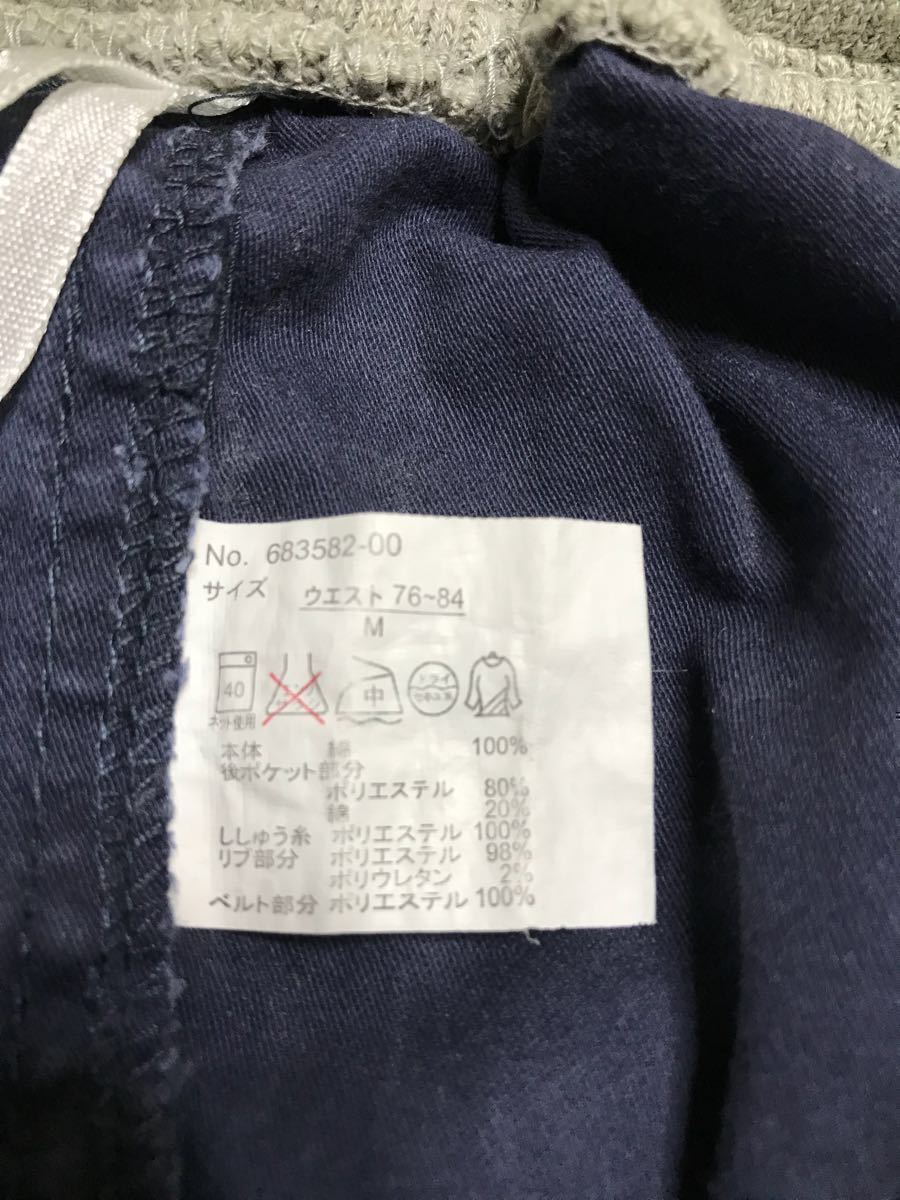 No. 683582-00
サイズ ウエスト 76~84
M
40 中 ドライ
ネット使用
本体 綿 100%
後ポケット部分
ポリエステル 80%
綿 20%
ししゅう糸 ポリエステル 100%
リブ部分 ポリエステル 98%
ポリウレタン 2%
ベルト部分 ポリエステル 100%